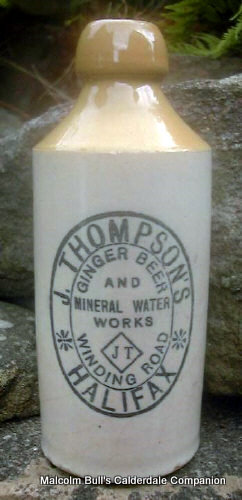 J. THOMPSON'S
GINGER BEER
AND
MINERAL WATER
WORKS
JT
WINDING ROAD
HALIFAX
Malcolm Bull's Calderdale Companion